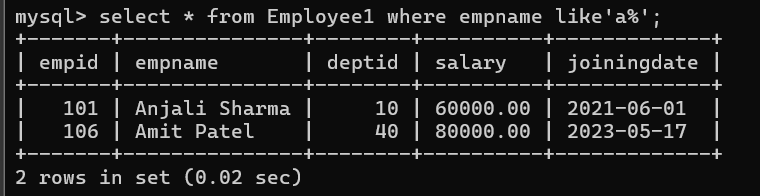 mysql> select * from Employee1 where empname like'a%';
+-------+---------------+--------+----------+-------------+
| empid | empname       | deptid | salary   | joiningdate |
+-------+---------------+--------+----------+-------------+
|   101 | Anjali Sharma |     10 | 60000.00 | 2021-06-01  |
|   106 | Amit Patel    |     40 | 80000.00 | 2023-05-17  |
+-------+---------------+--------+----------+-------------+
2 rows in set (0.02 sec)